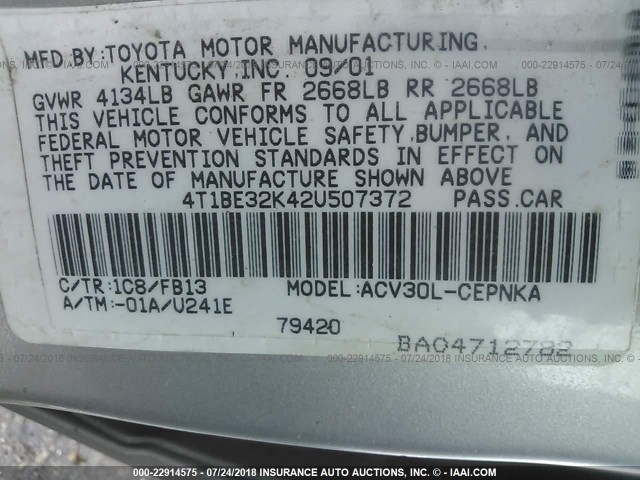 MFD.BY:TOYOTA MOTOR MANUFACTURING,
KENTUCKY,INC. 09/01
GVWR 4134LB GAWR FR 2668LB RR 2668LB
THIS VEHICLE CONFORMS TO ALL APPLICABLE
FEDERAL MOTOR VEHICLE SAFETY,BUMPER, AND
THEFT PREVENTION STANDARDS IN EFFECT ON
THE DATE OF MANUFACTURE SHOWN ABOVE
4T1BE32K42U507372 PASS.CAR
C/TR:1C8/FB13 MODEL:ACV30L-CEPNKA
A/TM:-01A/U241E
79420
BA04712782
000-22914575 - 07/24/2018 INSURANCE AUTO AUCTIONS, INC. (C) - IAAI.COM